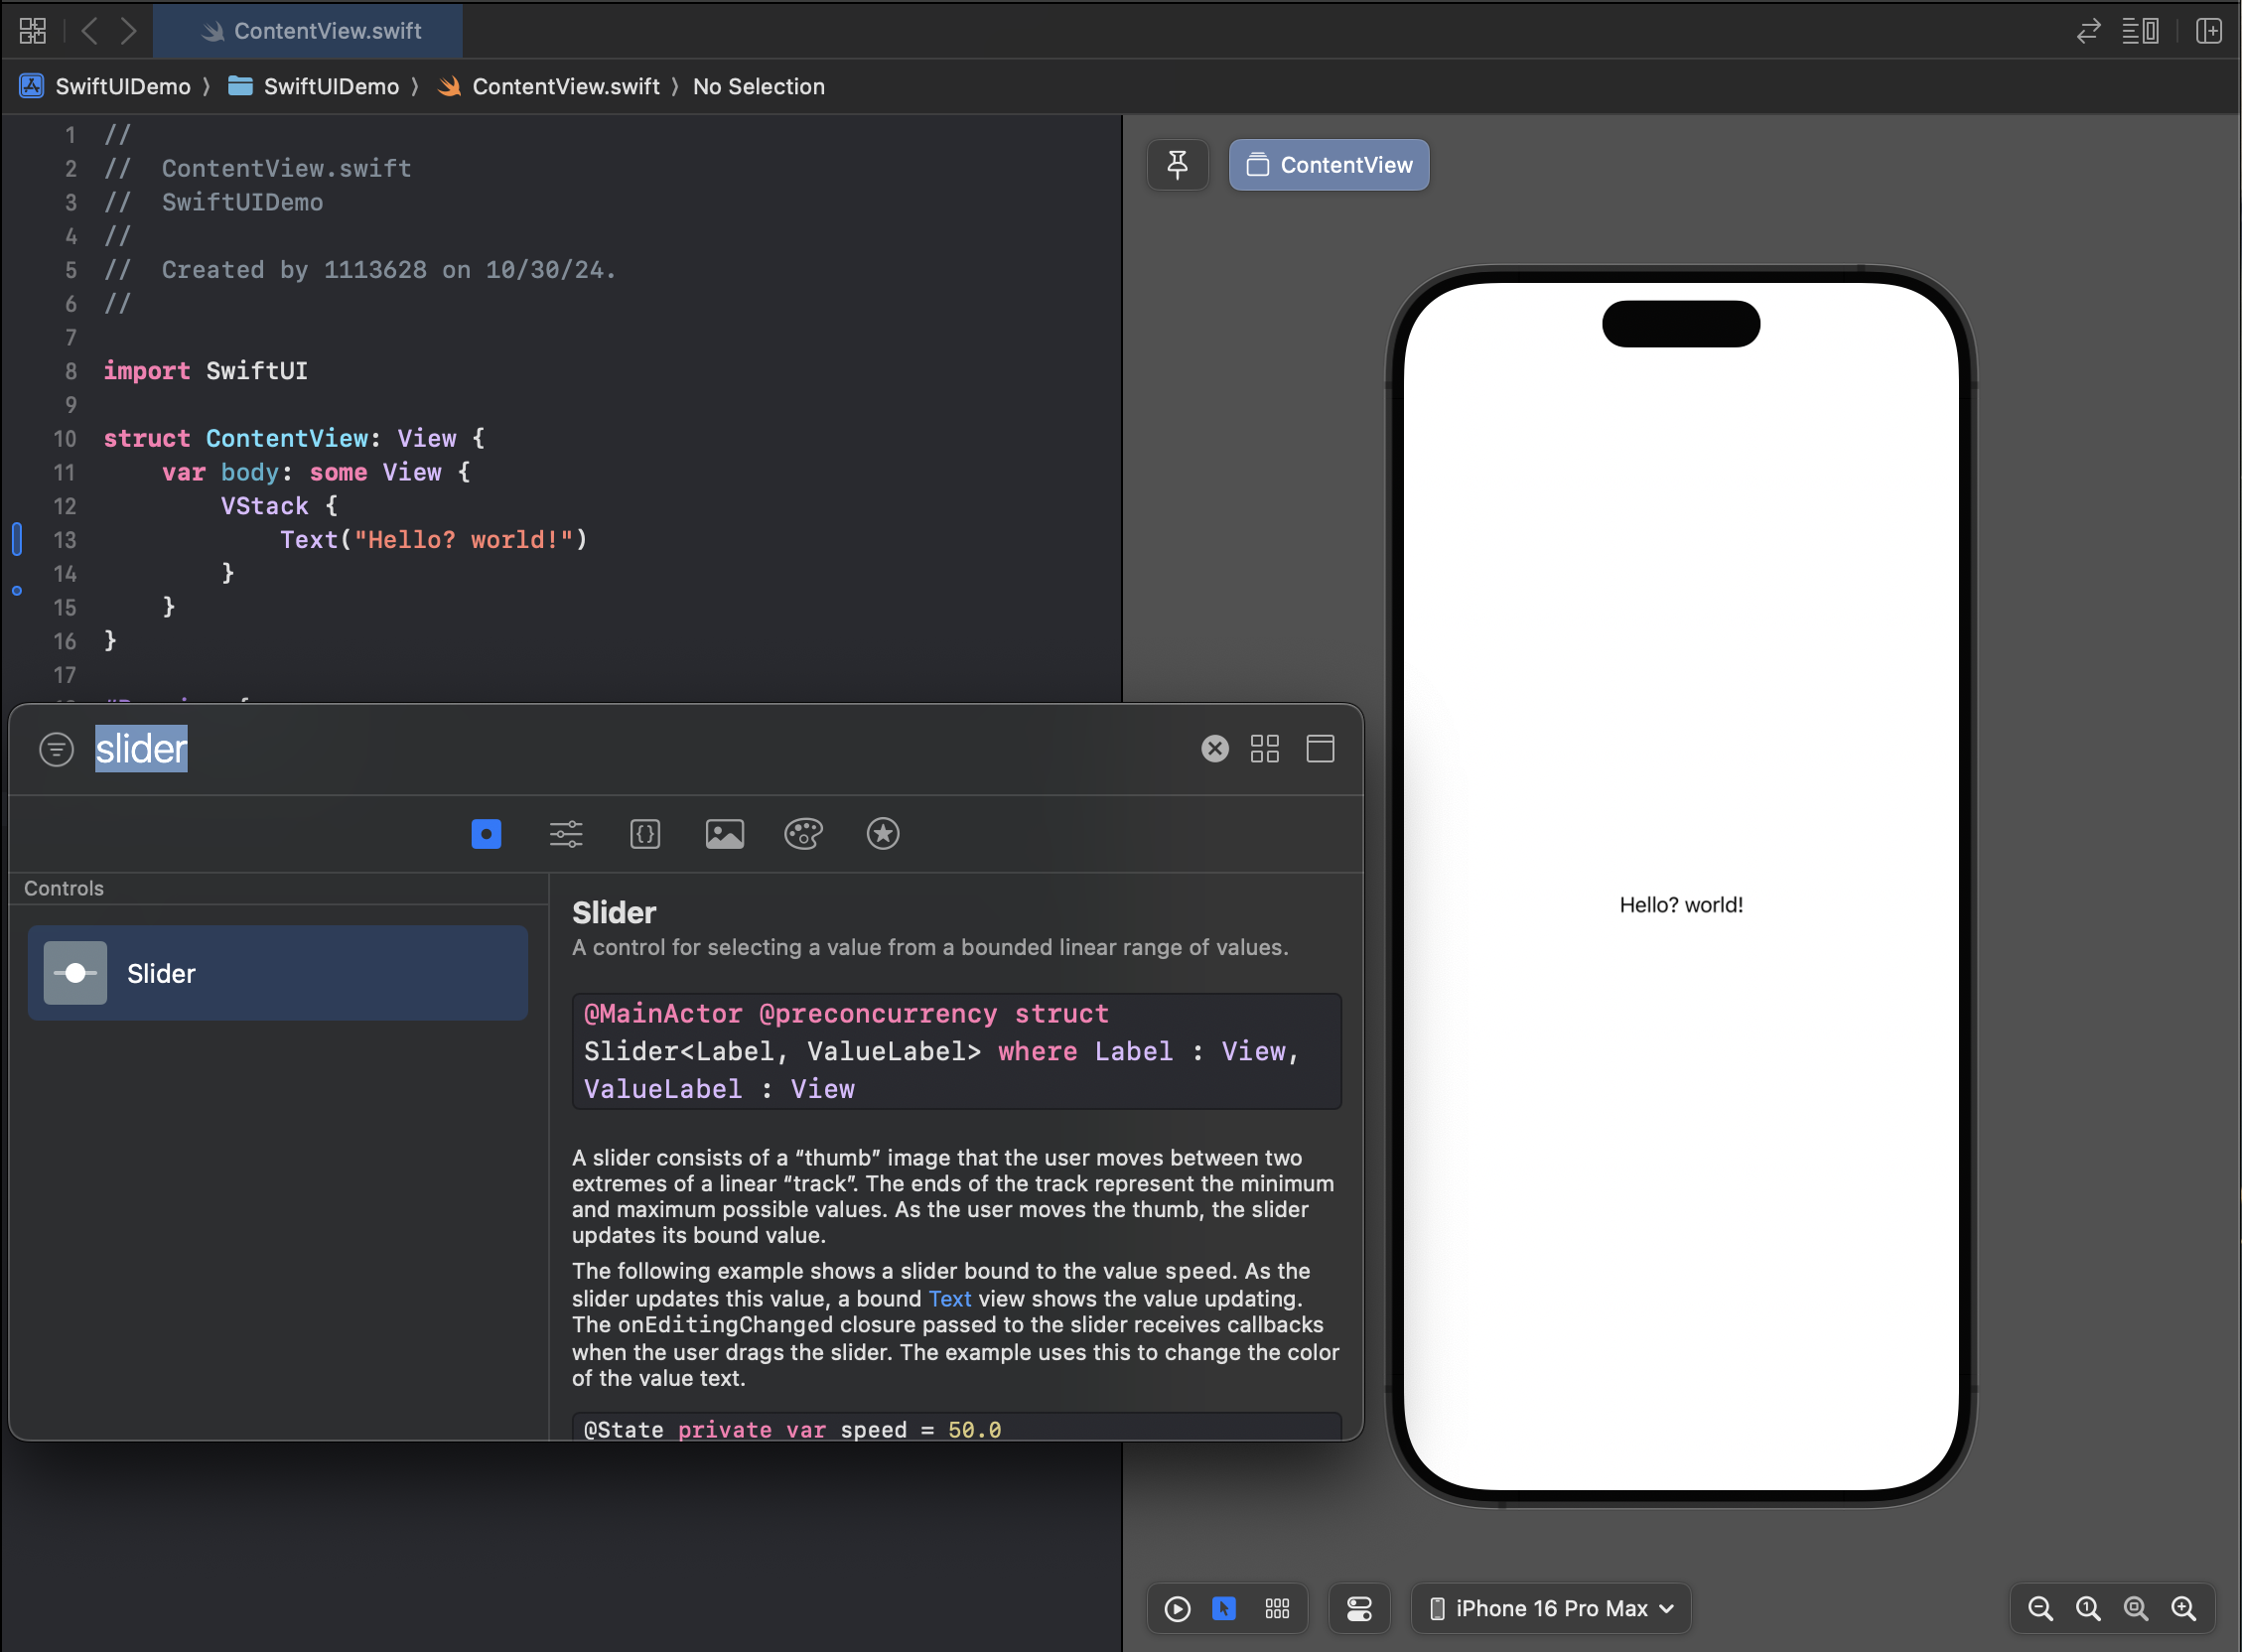 ContentView.swift
SwiftUIDemo 〉 SwiftUIDemo 〉 ContentView.swift 〉 No Selection
1 //
2 //  ContentView.swift
3 //  SwiftUIDemo
4 //
5 //  Created by 1113628 on 10/30/24.
6 //
7
8 import SwiftUI
9
10 struct ContentView: View {
11     var body: some View {
12         VStack {
13             Text("Hello? world!")
14         }
15     }
16 }
17
slider
Controls
Slider
Slider
A control for selecting a value from a bounded linear range of values.
@MainActor @preconcurrency struct
Slider<Label, ValueLabel> where Label : View,
ValueLabel : View
A slider consists of a “thumb” image that the user moves between two
extremes of a linear “track”. The ends of the track represent the minimum
and maximum possible values. As the user moves the thumb, the slider
updates its bound value.
The following example shows a slider bound to the value speed. As the
slider updates this value, a bound Text view shows the value updating.
The onEditingChanged closure passed to the slider receives callbacks
when the user drags the slider. The example uses this to change the color
of the value text.
@State private var speed = 50.0
ContentView
Hello? world!
iPhone 16 Pro Max